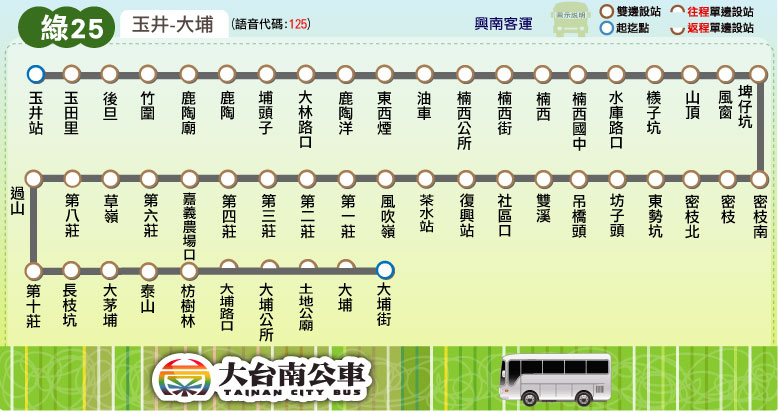 綠25
玉井-大埔
(語音代碼:125)
興南客運
圖示說明
雙邊設站
往程單邊設站
起迄點
返程單邊設站
玉井站
玉田里
後旦
竹圍
鹿陶廟
鹿陶
埔頭子
大林路口
鹿陶洋
東西煙
油車
楠西公所
楠西街
楠西
楠西國中
水庫路口
樣子坑
山頂
風窗
埤仔坑
密枝南
密枝
密枝北
東勢坑
坊子頭
吊橋頭
雙溪
社區口
復興站
茶水站
風吹嶺
第一莊
第二莊
第三莊
第四莊
嘉義農場口
第六莊
草嶺
第八莊
過山
第十莊
長枝坑
大茅埔
泰山
枋樹林
大埔路口
大埔公所
土地公廟
大埔
大埔街
大台南公車
TAINAN CITY BUS